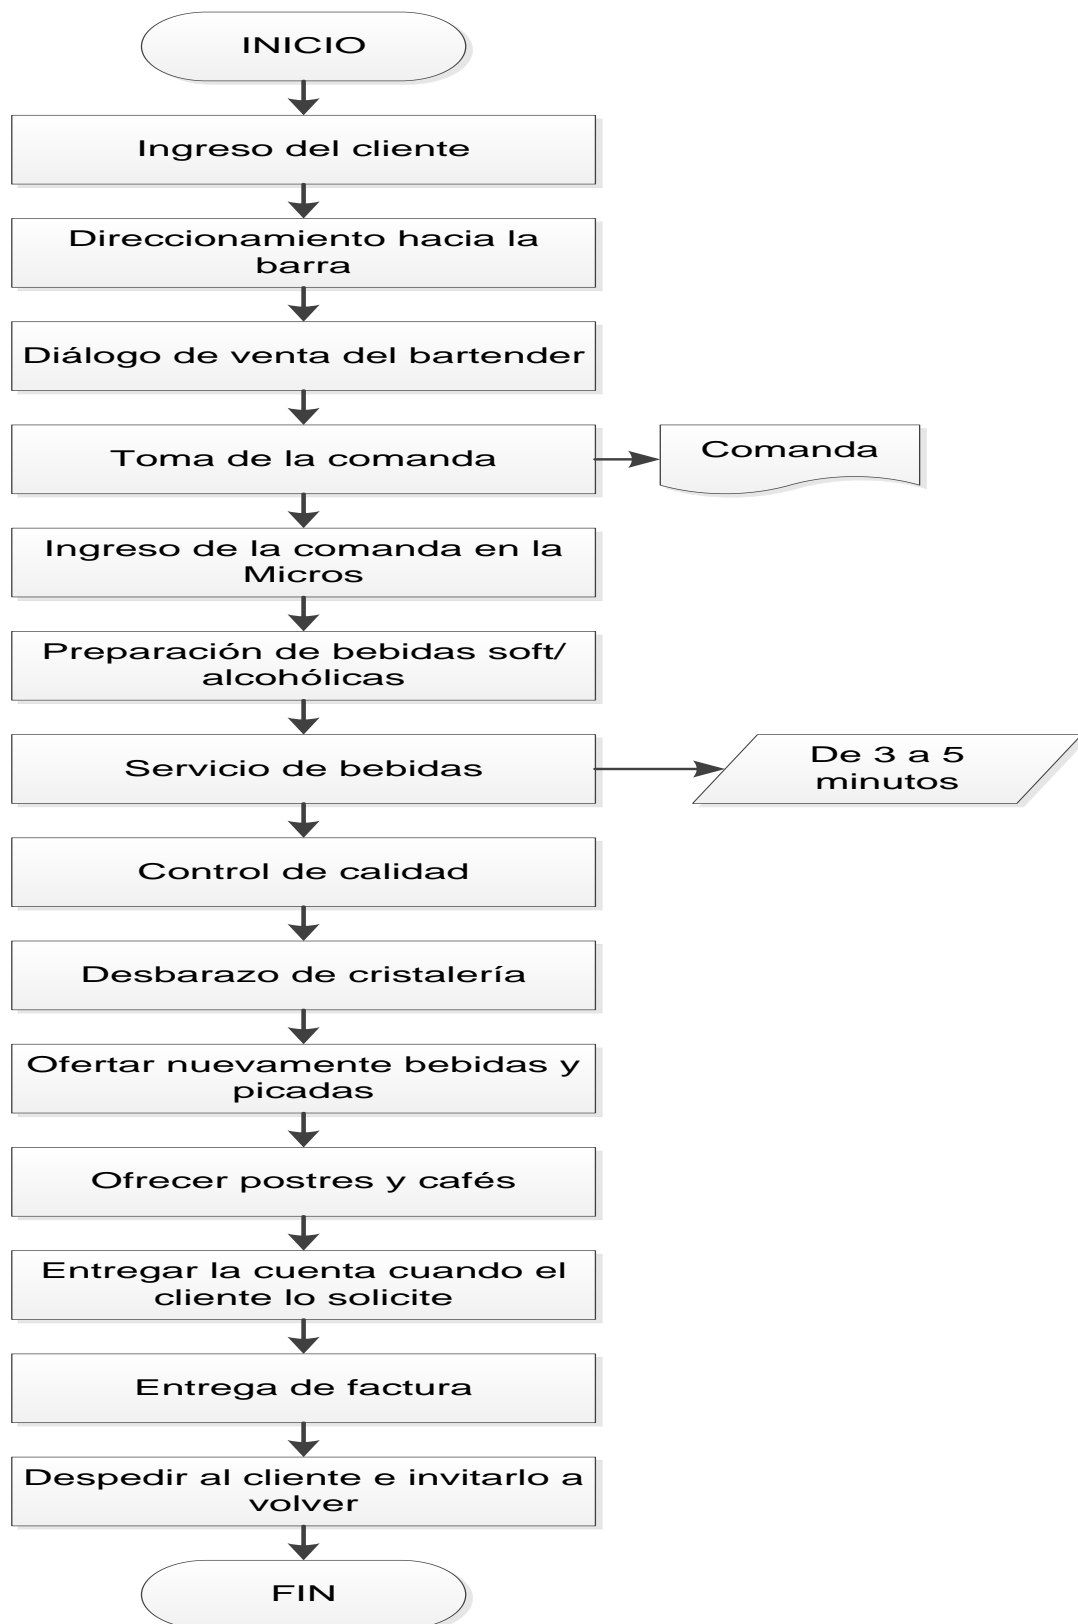 INICIO
Ingreso del cliente
Direccionamiento hacia la
barra
Diálogo de venta del bartender
Toma de la comanda
Comanda
Ingreso de la comanda en la
Micros
Preparación de bebidas soft/
alcohólicas
Servicio de bebidas
De 3 a 5
minutos
Control de calidad
Desbarazo de cristalería
Ofertar nuevamente bebidas y
picadas
Ofrecer postres y cafés
Entregar la cuenta cuando el
cliente lo solicite
Entrega de factura
Despedir al cliente e invitarlo a
volver
FIN